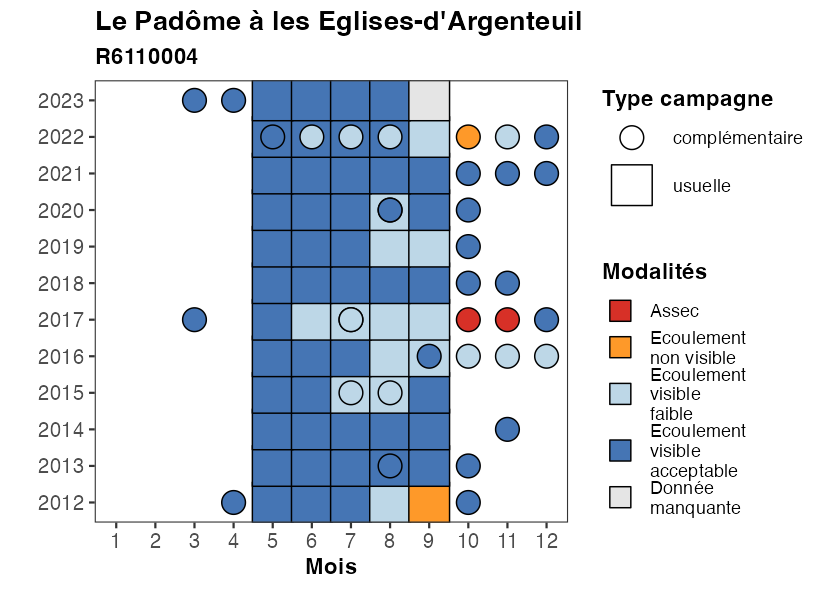 Le Padôme à les Eglises-d'Argenteuil
R6110004
2023
2022
2021
2020
2019
2018
2017
2016
2015
2014
2013
2012
1 2 3 4 5 6 7 8 9 10 11 12
Mois
Type campagne
complémentaire
usuelle
Modalités
Assec
Ecoulement
non visible
Ecoulement
visible
faible
Ecoulement
visible
acceptable
Donnée
manquante